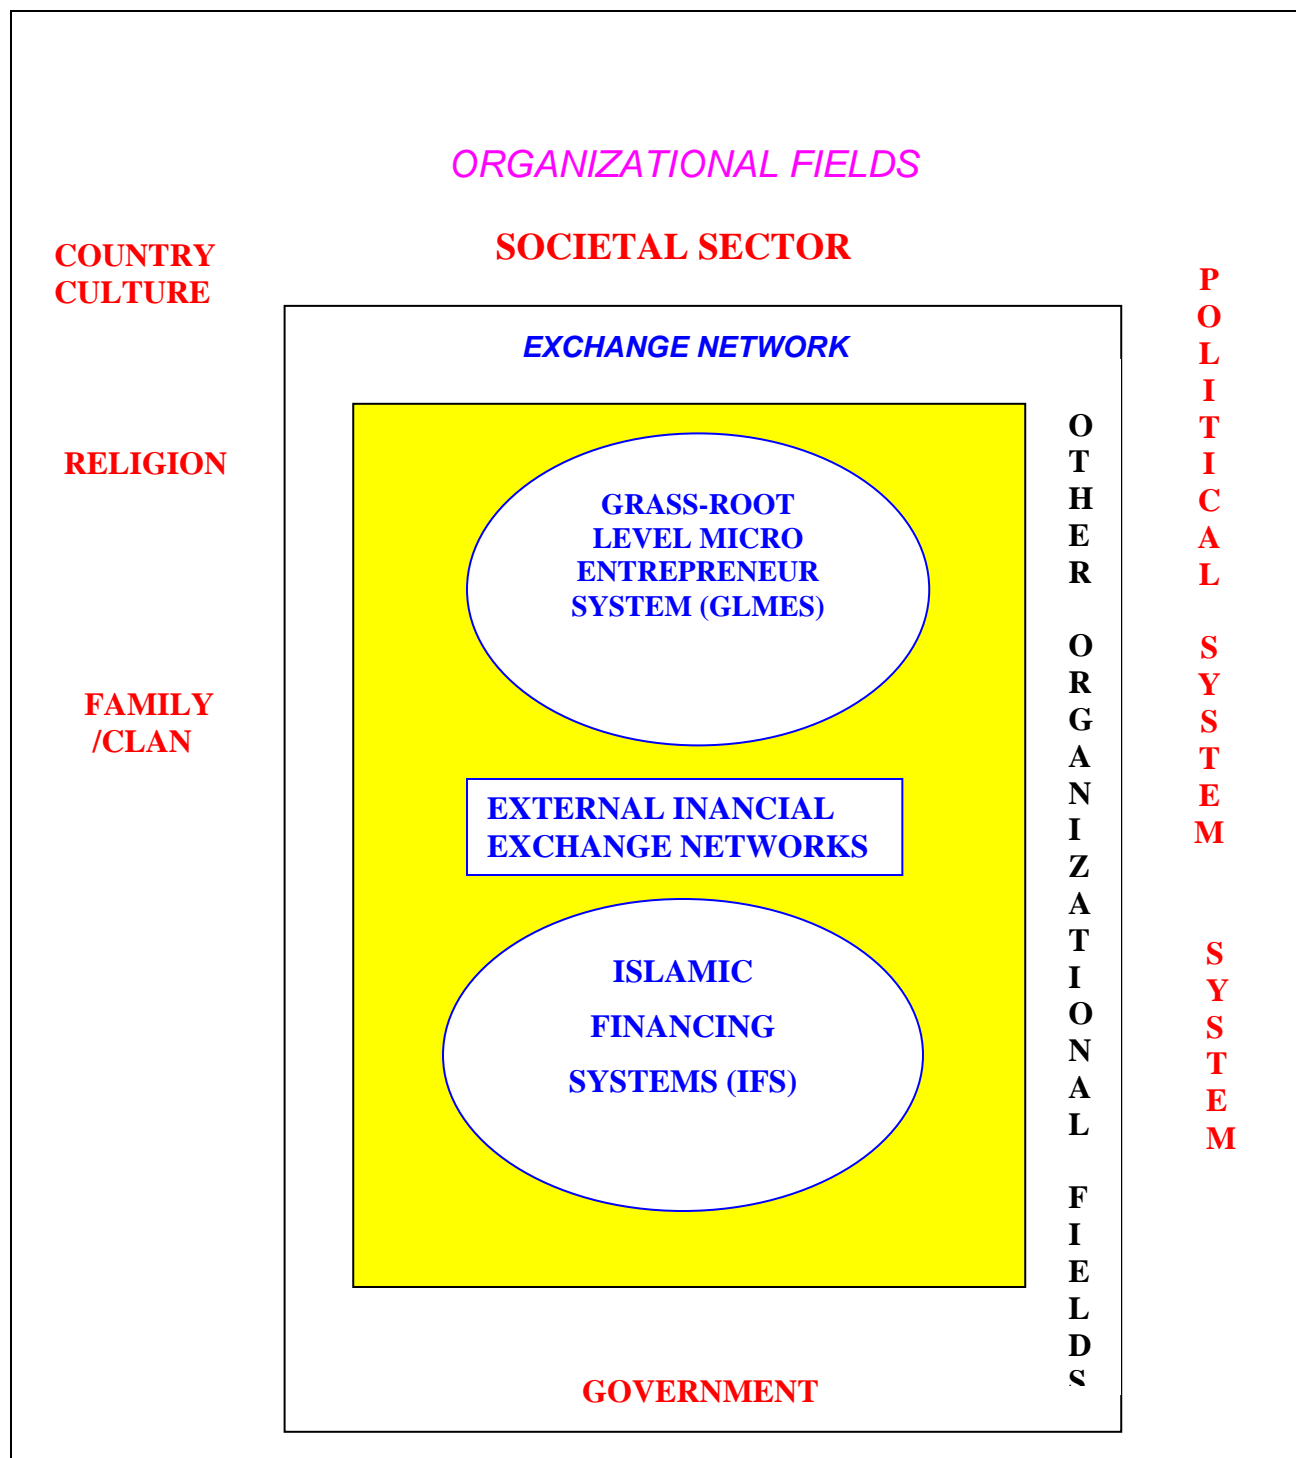 ORGANIZATIONAL FIELDS
SOCIETAL SECTOR
COUNTRY
CULTURE
RELIGION
FAMILY
/CLAN
EXCHANGE NETWORK
GRASS-ROOT
LEVEL MICRO
ENTREPRENEUR
SYSTEM (GLMES)
EXTERNAL INANCIAL
EXCHANGE NETWORKS
ISLAMIC
FINANCING
SYSTEMS (IFS)
GOVERNMENT
OTHER ORGANIZATIONAL FIELDS
POLITICAL SYSTEM
SYSTEM